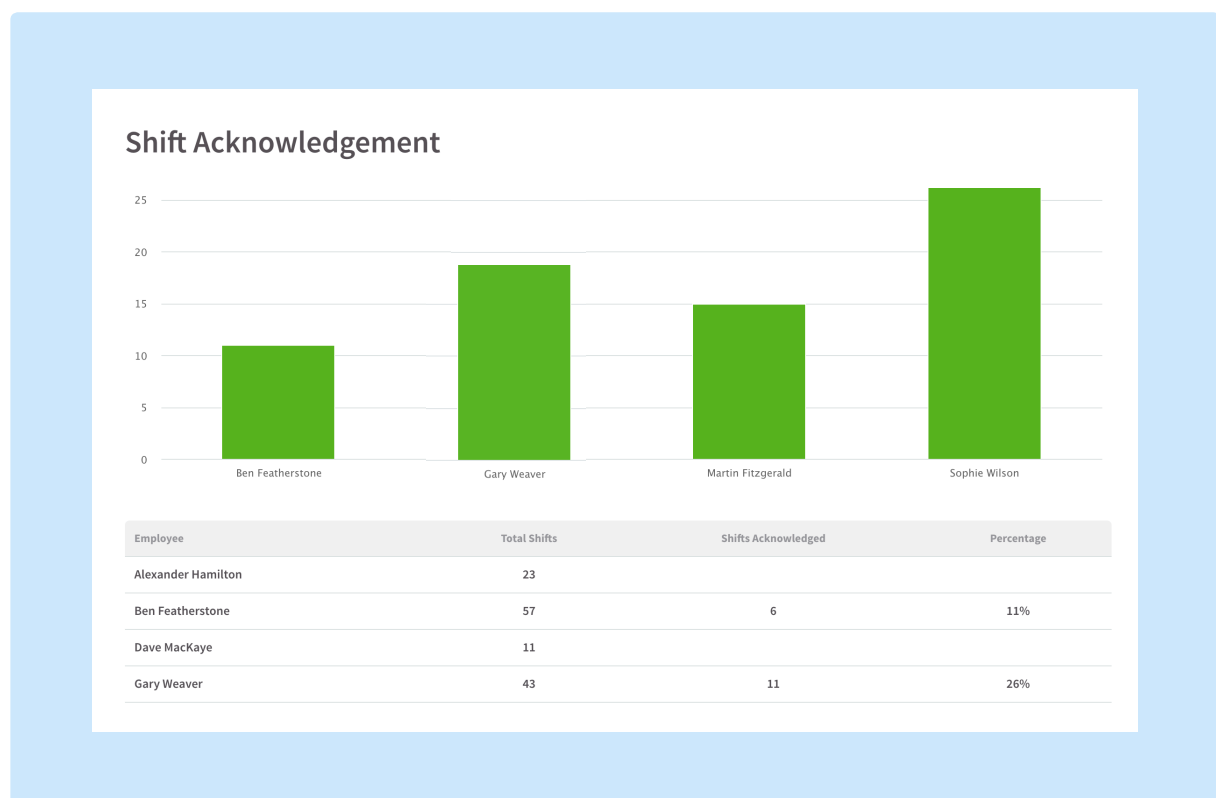 Shift Acknowledgement
25
20
15
10
5
0
Ben Featherstone Gary Weaver Martin Fitzgerald Sophie Wilson
Employee Total Shifts Shifts Acknowledged Percentage
Alexander Hamilton 23
Ben Featherstone 57 6 11%
Dave MacKaye 11
Gary Weaver 43 11 26%